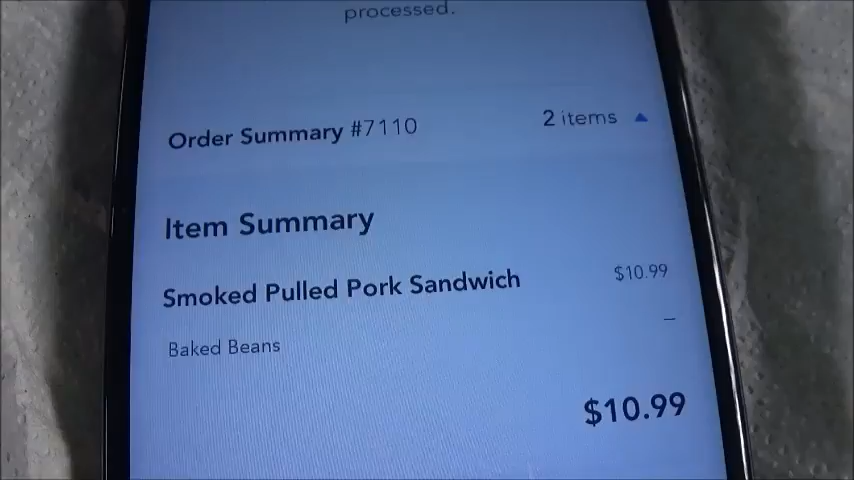 processed.
Order Summary #7110 2 items ▲
Item Summary
Smoked Pulled Pork Sandwich $10.99
Baked Beans –
$10.99